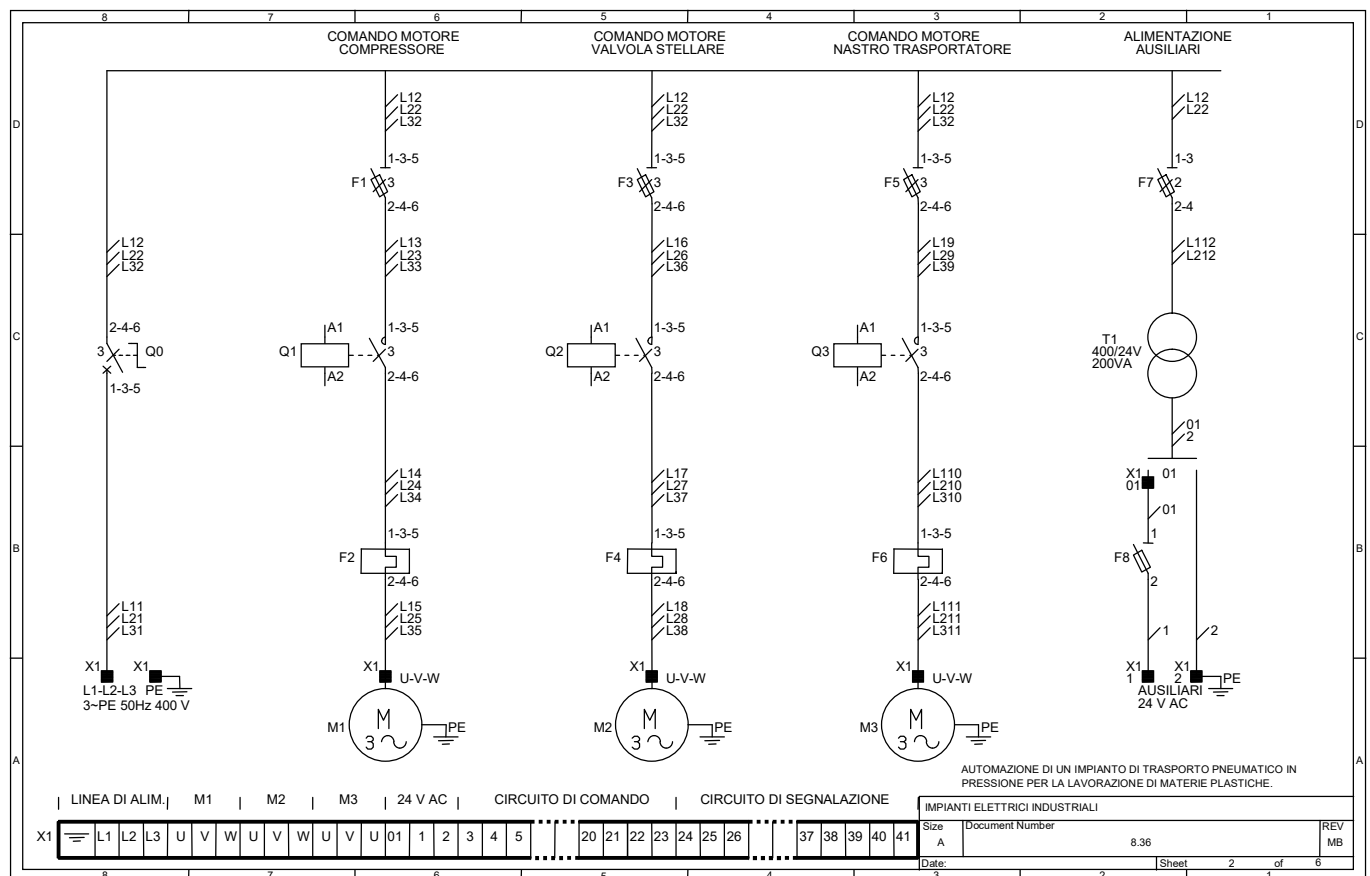 8 7 6 5 4 3 2 1
COMANDO MOTORE
COMPRESSORE
COMANDO MOTORE
VALVOLA STELLARE
COMANDO MOTORE
NASTRO TRASPORTATORE
ALIMENTAZIONE
AUSILIARI
D
D
L12
L22
L32
L12
L22
L32
L12
L22
L32
L12
L22
1-3-5
F1
3
2-4-6
1-3-5
F3
3
2-4-6
1-3-5
F5
3
2-4-6
1-3
F7
2
2-4
L12
L22
L32
L13
L23
L33
L16
L26
L36
L19
L29
L39
L112
L212
C
C
2-4-6
3
Q0
1-3-5
A1
Q1
A2
1-3-5
3
2-4-6
A1
Q2
A2
1-3-5
3
2-4-6
A1
Q3
A2
1-3-5
3
2-4-6
T1
400/24V
200VA
01
2
L14
L24
L34
L17
L27
L37
L110
L210
L310
X1
01
01
01
B
B
1-3-5
F2
2-4-6
1-3-5
F4
2-4-6
1-3-5
F6
2-4-6
1
F8
2
L11
L21
L31
L15
L25
L35
L18
L28
L38
L111
L211
L311
1
2
X1
L1-L2-L3
X1
PE
3~PE 50Hz 400 V
X1
U-V-W
X1
U-V-W
X1
U-V-W
X1
1
X1
2
PE
AUSILIARI
24 V AC
M1
M
3
PE
M2
M
3
PE
M3
M
3
PE
A
A
AUTOMAZIONE DI UN IMPIANTO DI TRASPORTO PNEUMATICO IN
PRESSIONE PER LA LAVORAZIONE DI MATERIE PLASTICHE.
LINEA DI ALIM. M1 M2 M3 24 V AC CIRCUITO DI COMANDO CIRCUITO DI SEGNALAZIONE
X1 L1 L2 L3 U V W U V W U V U 01 1 2 3 4 5 20 21 22 23 24 25 26 37 38 39 40 41
IMPIANTI ELETTRICI INDUSTRIALI
Size
A
Document Number
8.36
REV
MB
Date:
Sheet 2 of 6
8 7 6 5 4 3 2 1